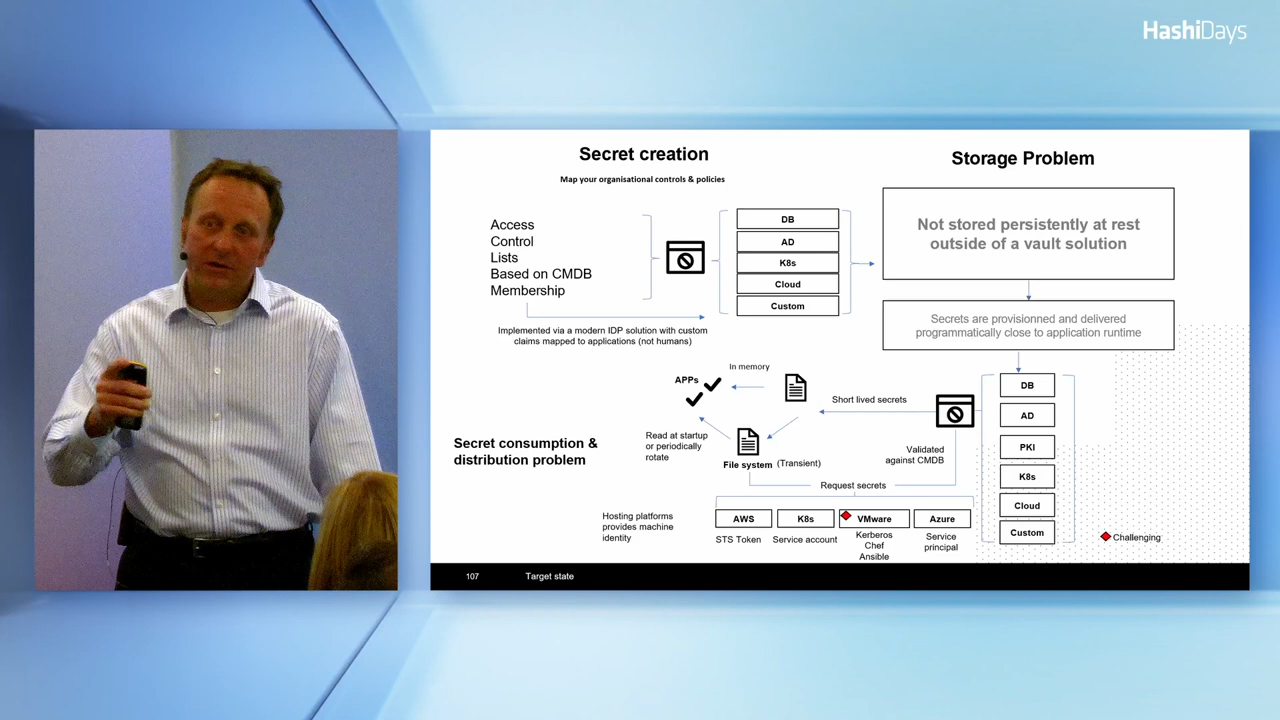 HashiDays
Secret creation
Map your organisational controls & policies
Access
Control
Lists
Based on CMDB
Membership
Implemented via a modern IDP solution with custom
claims mapped to applications (not humans)
DB
AD
K8s
Cloud
Custom
Storage Problem
Not stored persistently at rest
outside of a vault solution
Secrets are provisionned and delivered
programmatically close to application runtime
Secret consumption &
distribution problem
APPs
In memory
Short lived secrets
Read at startup
or periodically
rotate
File system (Transient)
Validated
against CMDB
Request secrets
Hosting platforms
provides machine
identity
AWS
STS Token
K8s
Service account
VMware
Kerberos
Chef
Ansible
Azure
Service
principal
DB
AD
PKI
K8s
Cloud
Custom
Challenging
107 Target state